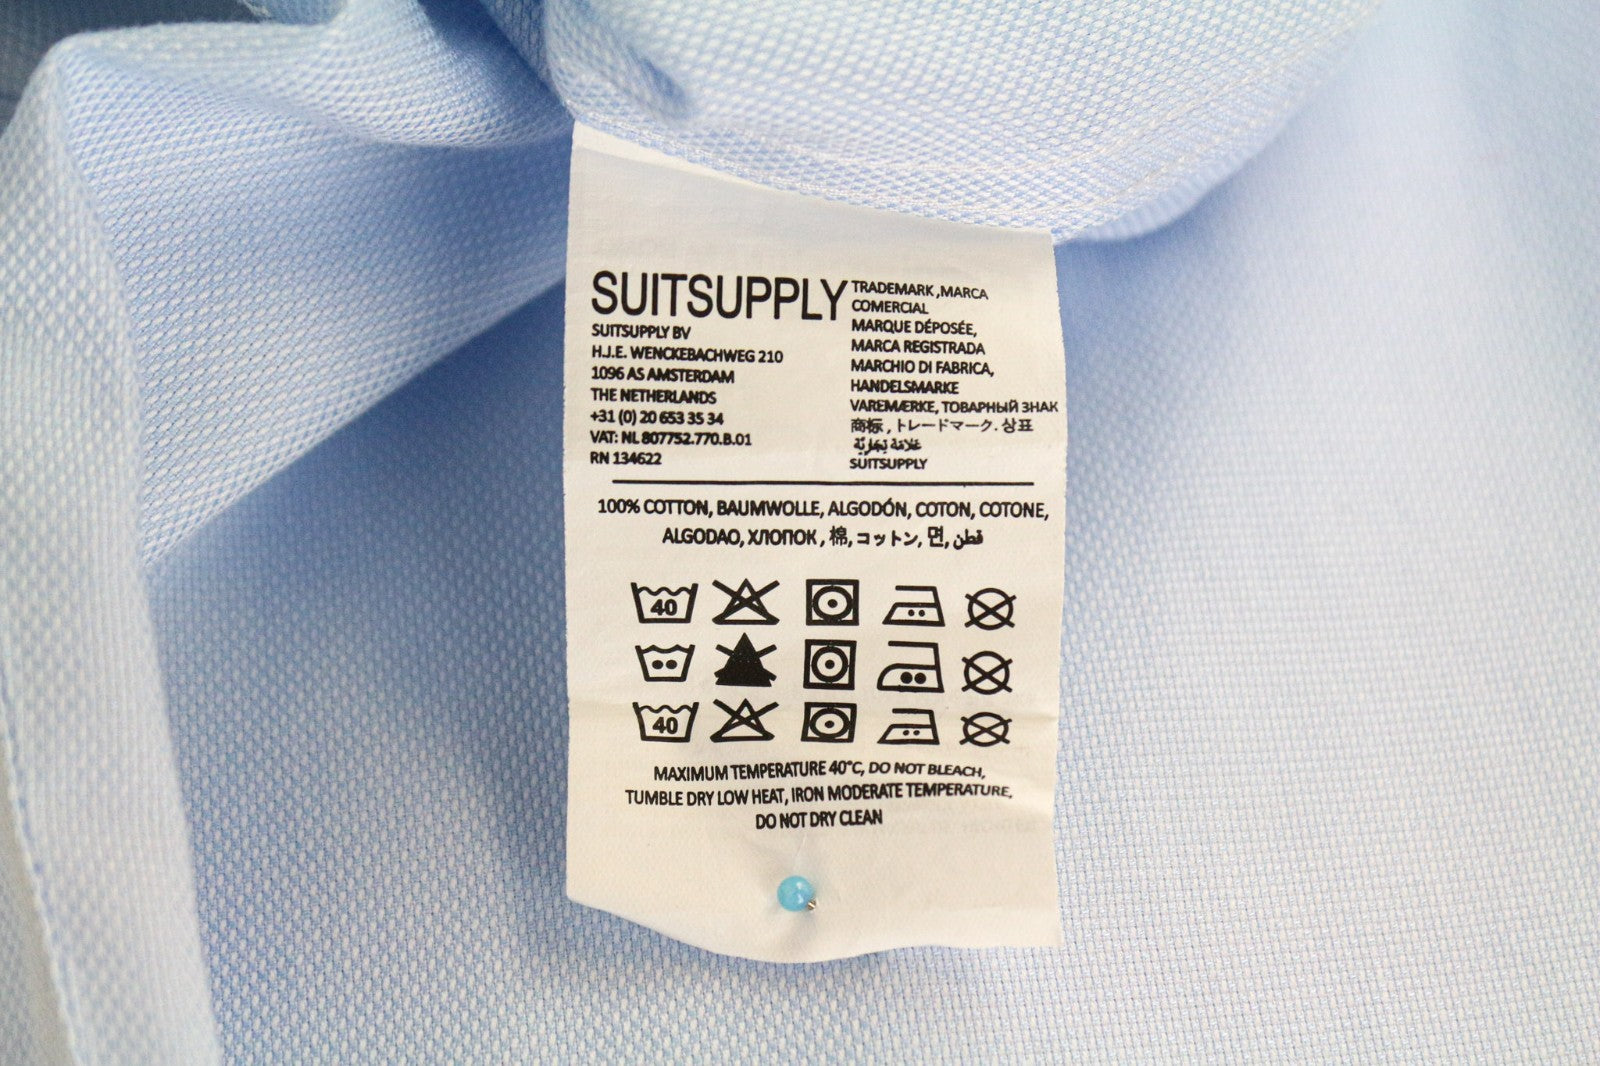 SUITSUPPLY
SUITSUPPLY BV
H.J.E. WENCKEBACHWEG 210
1096 AS AMSTERDAM
THE NETHERLANDS
+31 (0) 20 653 35 34
VAT: NL 807752.770.B.01
RN 134622
TRADEMARK ,MARCA
COMERCIAL
MARQUE DÉPOSÉE,
MARCA REGISTRADA
MARCHIO DI FABRICA,
HANDELSMARKE
VAREMÆRKE, ТОВАРНЫЙ ЗНАК
商标 , トレードマーク. 상표
علامة تجاريّة
SUITSUPPLY
100% COTTON, BAUMWOLLE, ALGODÓN, COTON, COTONE,
ALGODAO, ХЛОПОК , 棉, コットン, 면, قطن
40
40
MAXIMUM TEMPERATURE 40°C, DO NOT BLEACH,
TUMBLE DRY LOW HEAT, IRON MODERATE TEMPERATURE,
DO NOT DRY CLEAN